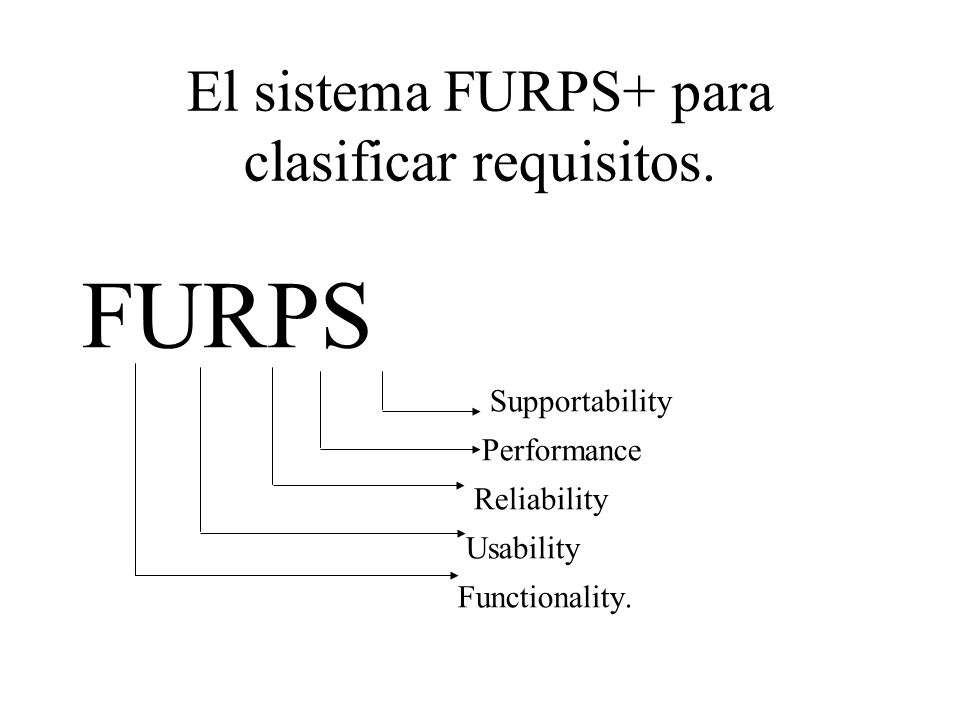 El sistema FURPS+ para
clasificar requisitos.
FURPS
Supportability
Performance
Reliability
Usability
Functionality.